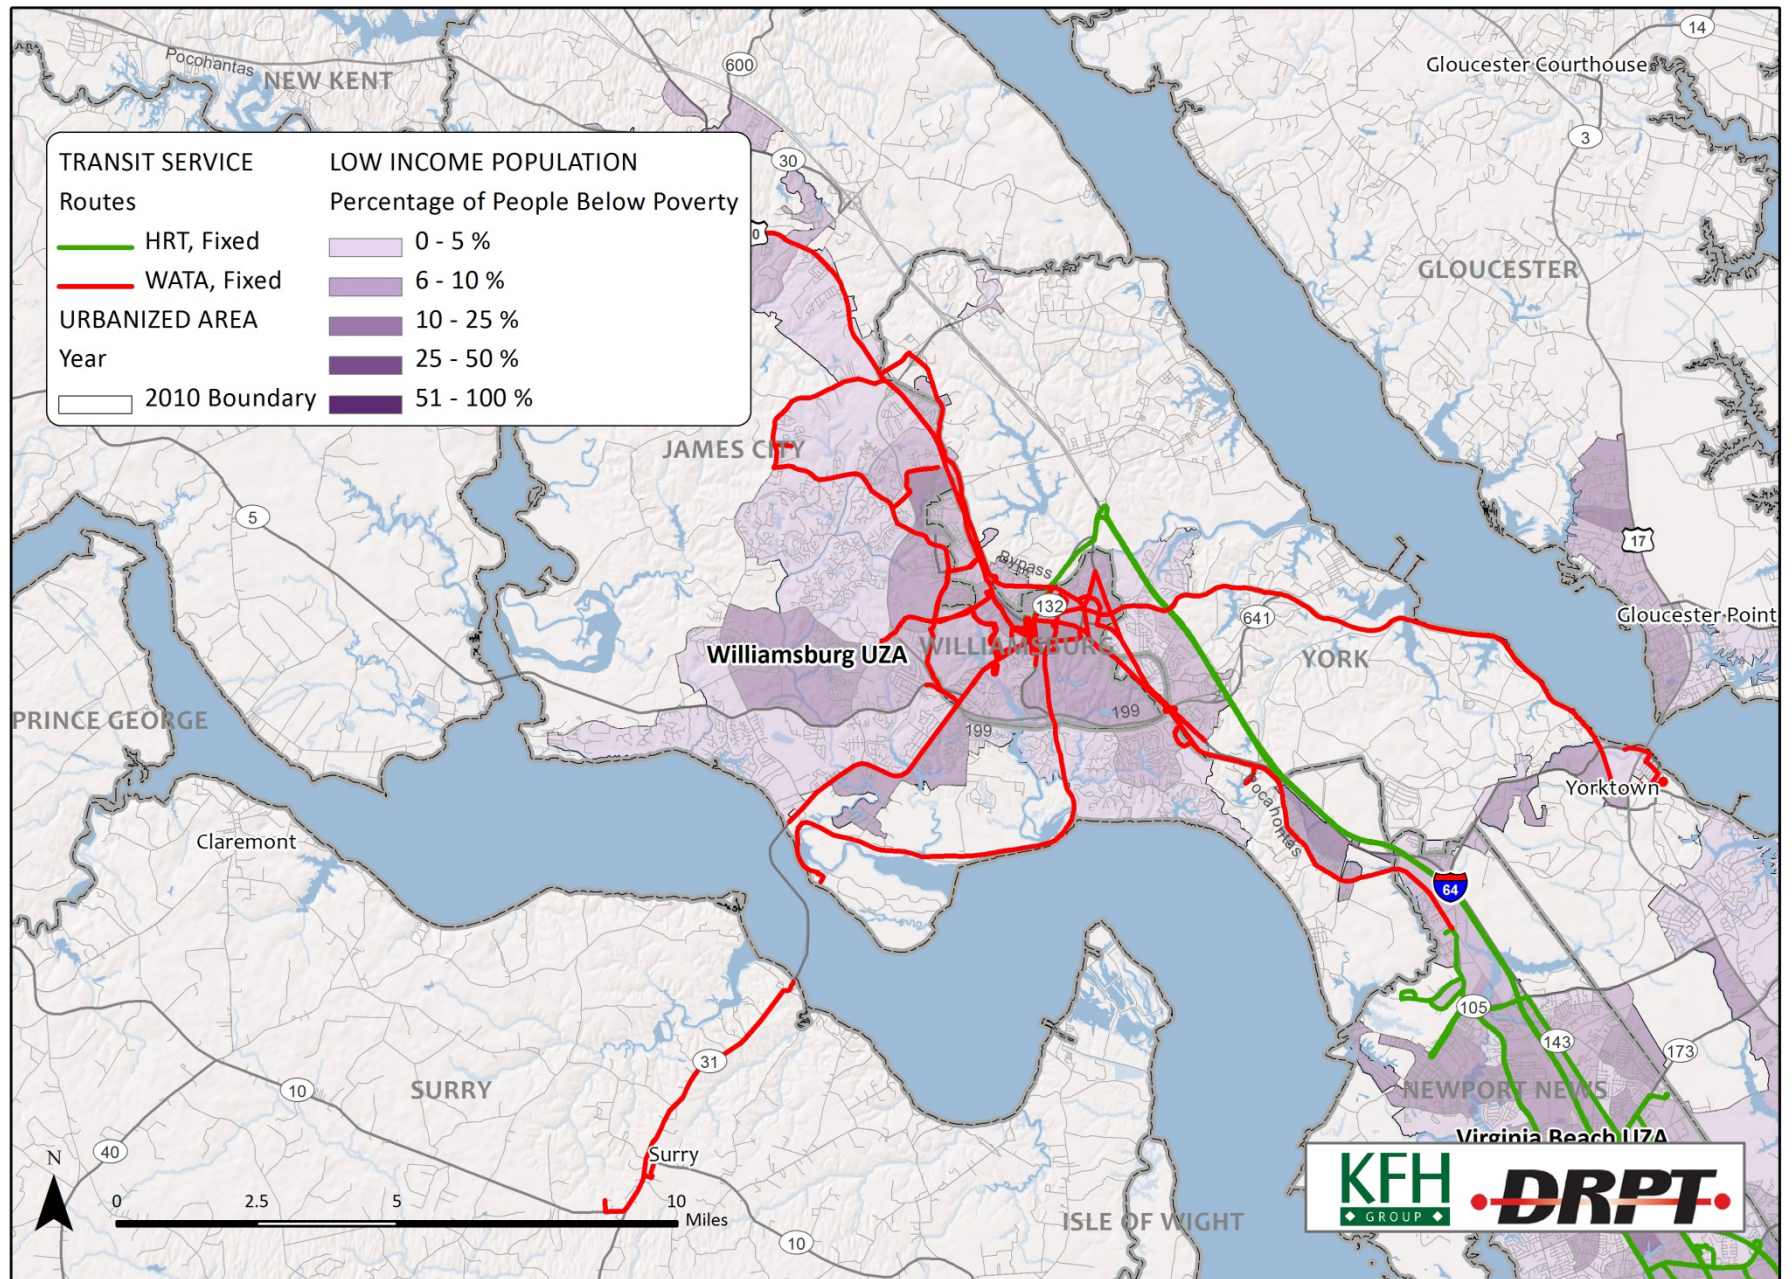 14
Pocohantas
NEW KENT
600
Gloucester Courthouse
3
30
TRANSIT SERVICE
Routes
HRT, Fixed
WATA, Fixed
URBANIZED AREA
Year
2010 Boundary
LOW INCOME POPULATION
Percentage of People Below Poverty
0 - 5 %
6 - 10 %
10 - 25 %
25 - 50 %
51 - 100 %
0
GLOUCESTER
JAMES CITY
5
17
Bypass
132
641
Gloucester Point
Williamsburg UZA
WILLIAMSBURG
YORK
PRINCE GEORGE
199
199
Yorktown
Pocahontas
Claremont
64
105
143
173
31
10
SURRY
NEWPORT NEWS
Virginia Beach UZA
40
N
Surry
0
2.5
5
10
Miles
10
ISLE OF WIGHT
KFH
GROUP
DRPT